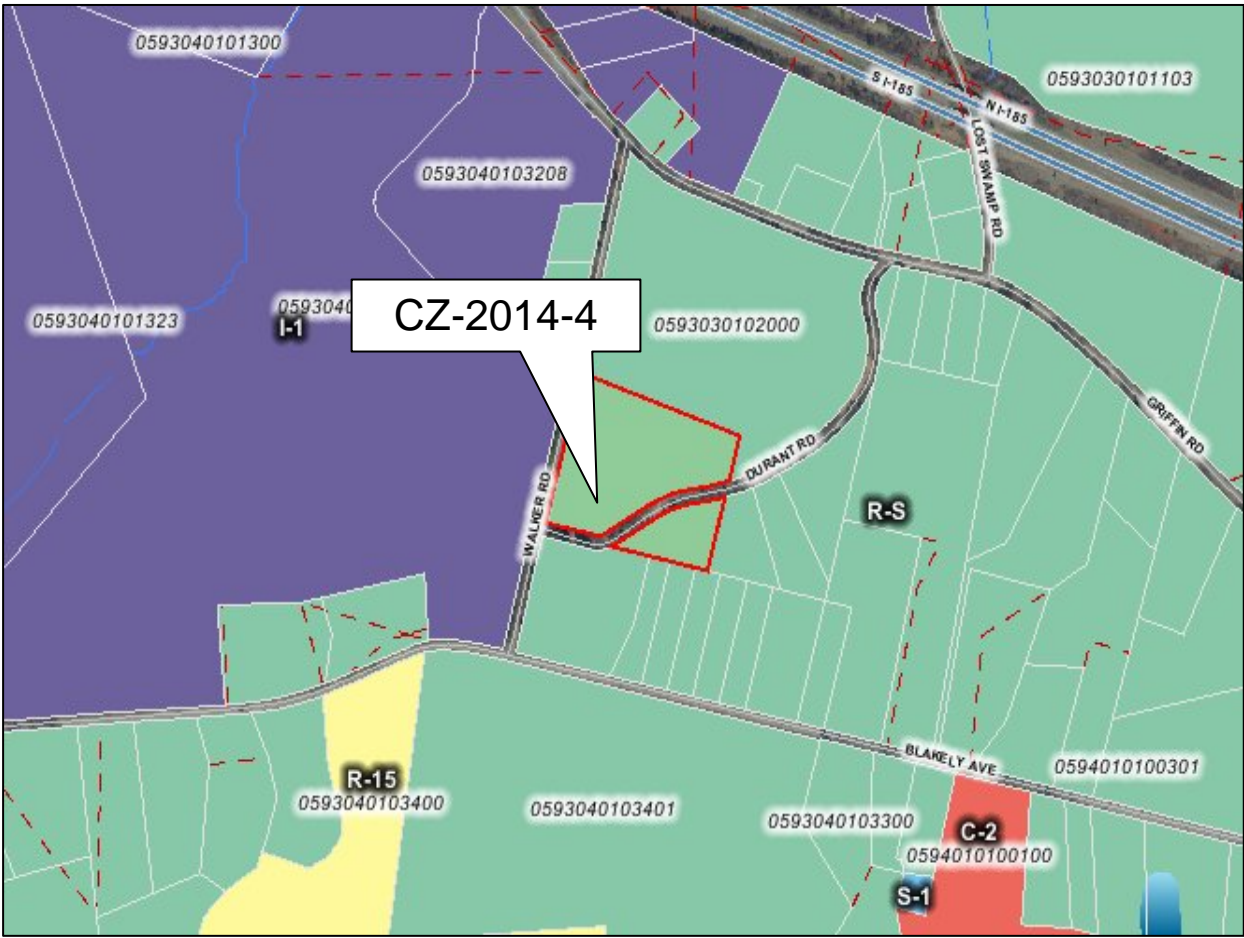 0593040101300
S I-185
0593030101103
N I-185
LOST SWAMP RD
0593040103208
0593040
I-1
0593040101323
CZ-2014-4
0593030102000
GRIFFIN RD
DURANT RD
WALKER RD
R-S
BLAKELY AVE
0594010100301
R-15
0593040103400
0593040103401
0593040103300
C-2
0594010100100
S-1